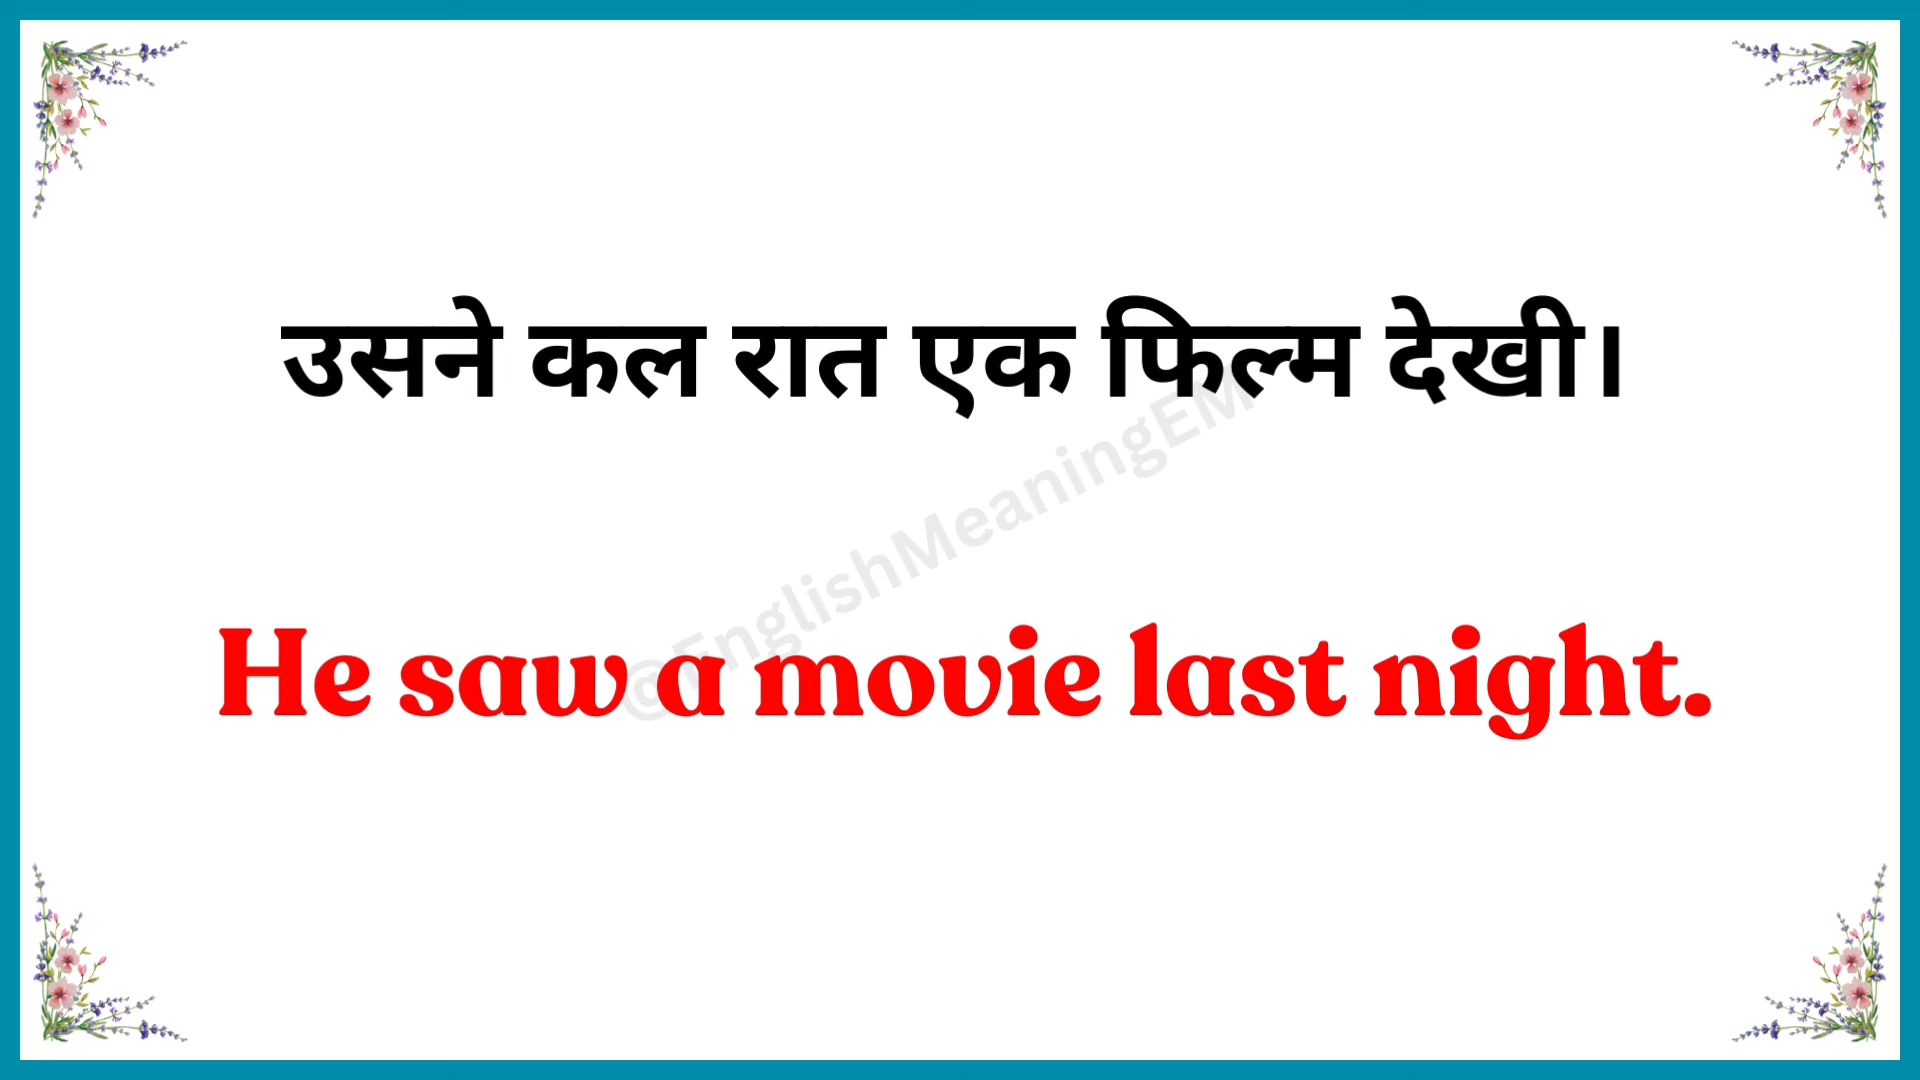 उसने कल रात एक फिल्म देखी।
@EnglishMeaningEM
He saw a movie last night.